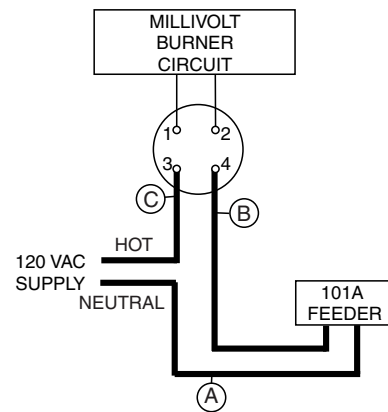 MILLIVOLT
BURNER
CIRCUIT
1
2
3
4
C
B
HOT
120 VAC
SUPPLY
NEUTRAL
101A
FEEDER
A